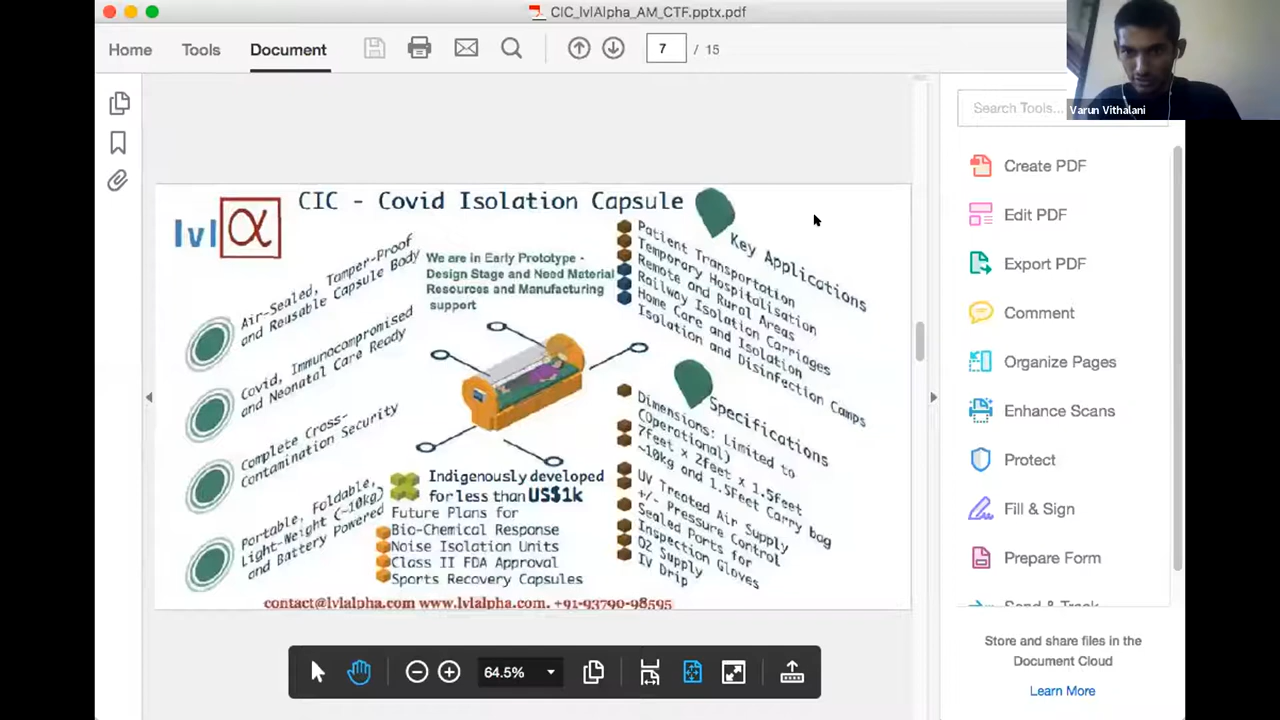 CIC_lvlAlpha_AM_CTF.pptx.pdf
Home
Tools
Document
7 / 15
Varun Vithalani
Search Tools...
Create PDF
Edit PDF
Export PDF
Comment
Organize Pages
Enhance Scans
Protect
Fill & Sign
Prepare Form
Send & Track
Store and share files in the
Document Cloud
Learn More
lvl α
CIC - Covid Isolation Capsule
We are in Early Prototype -
Design Stage and Need Material
Resources and Manufacturing
support
Air-Sealed, Tamper-Proof
and Reusable Capsule Body
Covid, Immunocompromised
and Neonatal Care Ready
Complete Cross-
Contamination Security
Portable, Foldable,
Light-Weight (~10kg)
and Battery Powered
Key Applications
Patient Transportation
Temporary Hospitalisation
Remote and Rural Areas
Railway Isolation Carriages
Home Care and Isolation
Isolation and Disinfection Camps
Specifications
Dimensions: Limited to
(Operational)
7feet x 2feet x 1.5Feet
~10kg and 1.5Feet Carry bag
UV Treated Air Supply
+/- Pressure Control
Sealed Ports for
Inspection Gloves
O2 Supply
Iv Drip
Indigenously developed
for less than US$1k
Future Plans for
Bio-Chemical Response
Noise Isolation Units
Class II FDA Approval
Sports Recovery Capsules
contact@lvlalpha.com www.lvlalpha.com. +91-93790-98595
64.5%